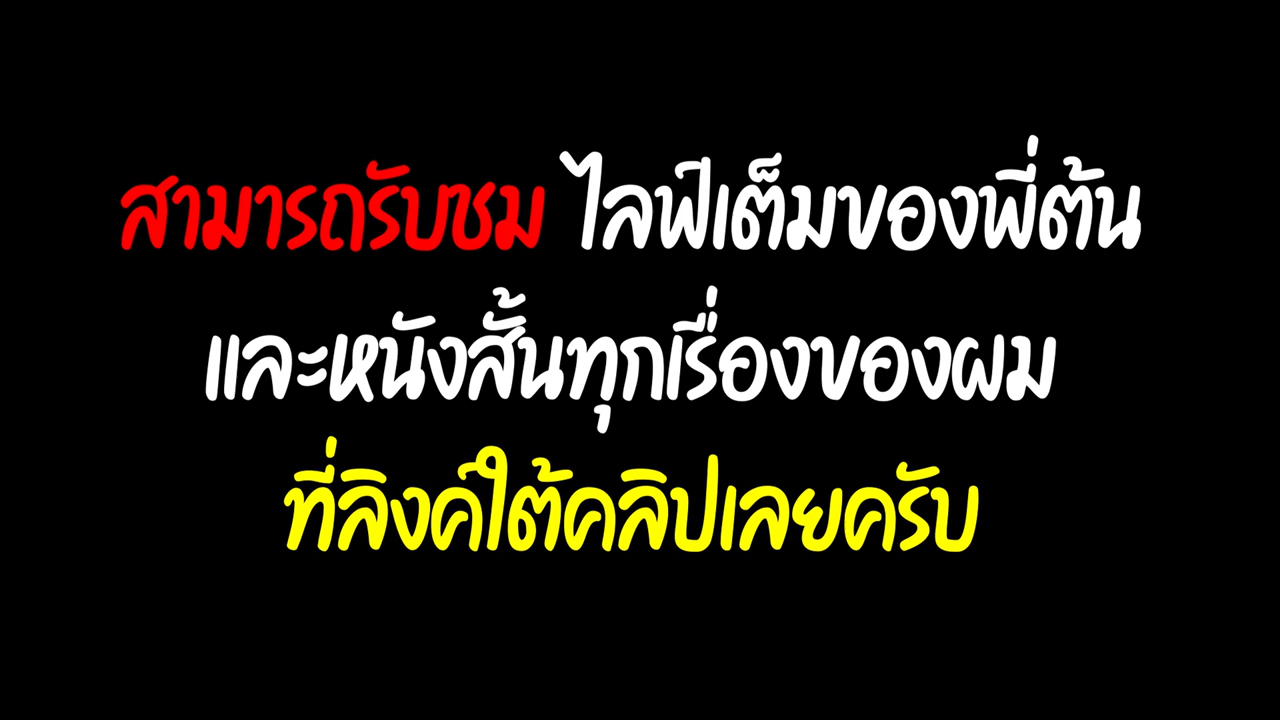 สามารถรับชม ไลฟ์เต็มของพี่ต้น
และหนังสั้นทุกเรื่องของผม
ที่ลิงค์ใต้คลิปเลยครับ